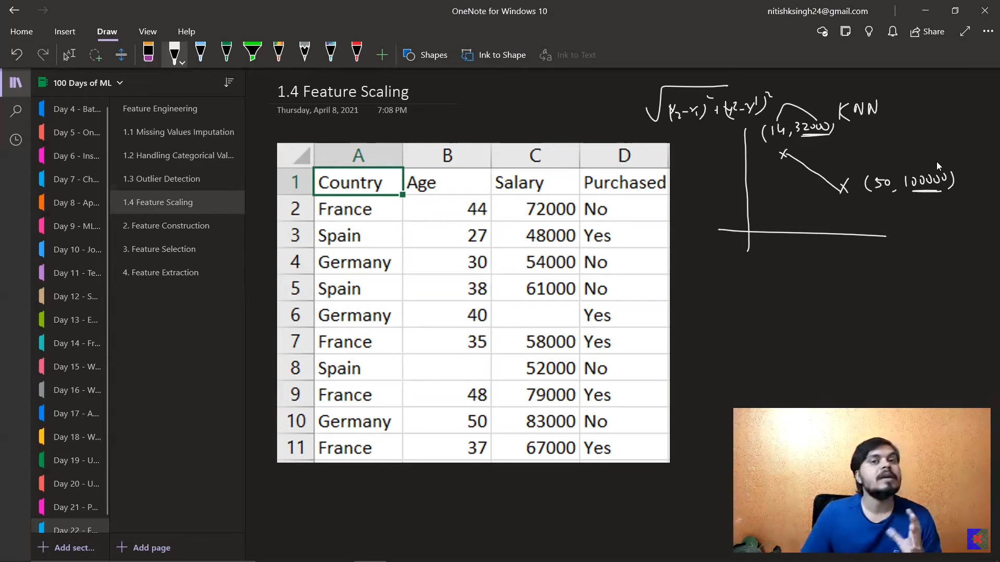 OneNote for Windows 10
nitishksingh24@gmail.com
Home Insert Draw View Help
Share
Shapes Ink to Shape Ink to Text
100 Days of ML
Day 4 - Bat...
Day 5 - On...
Day 6 - Ins...
Day 7 - Ch...
Day 8 - Ap...
Day 9 - ML...
Day 10 - Jo...
Day 11 - Te...
Day 12 - S...
Day 13 - E...
Day 14 - Fr...
Day 15 - W...
Day 16 - W...
Day 17 - A...
Day 18 - W...
Day 19 - U...
Day 20 - U...
Day 21 - P...
Day 22 - F...
Add sect...
Feature Engineering
1.1 Missing Values Imputation
1.2 Handling Categorical Val...
1.3 Outlier Detection
1.4 Feature Scaling
2. Feature Construction
3. Feature Selection
4. Feature Extraction
Add page
1.4 Feature Scaling
Thursday, April 8, 2021 7:08 PM
A B C D
1 Country Age Salary Purchased
2 France 44 72000 No
3 Spain 27 48000 Yes
4 Germany 30 54000 No
5 Spain 38 61000 No
6 Germany 40 Yes
7 France 35 58000 Yes
8 Spain 52000 No
9 France 48 79000 Yes
10 Germany 50 83000 No
11 France 37 67000 Yes
KNN
(14, 32000)
(50, 100000)